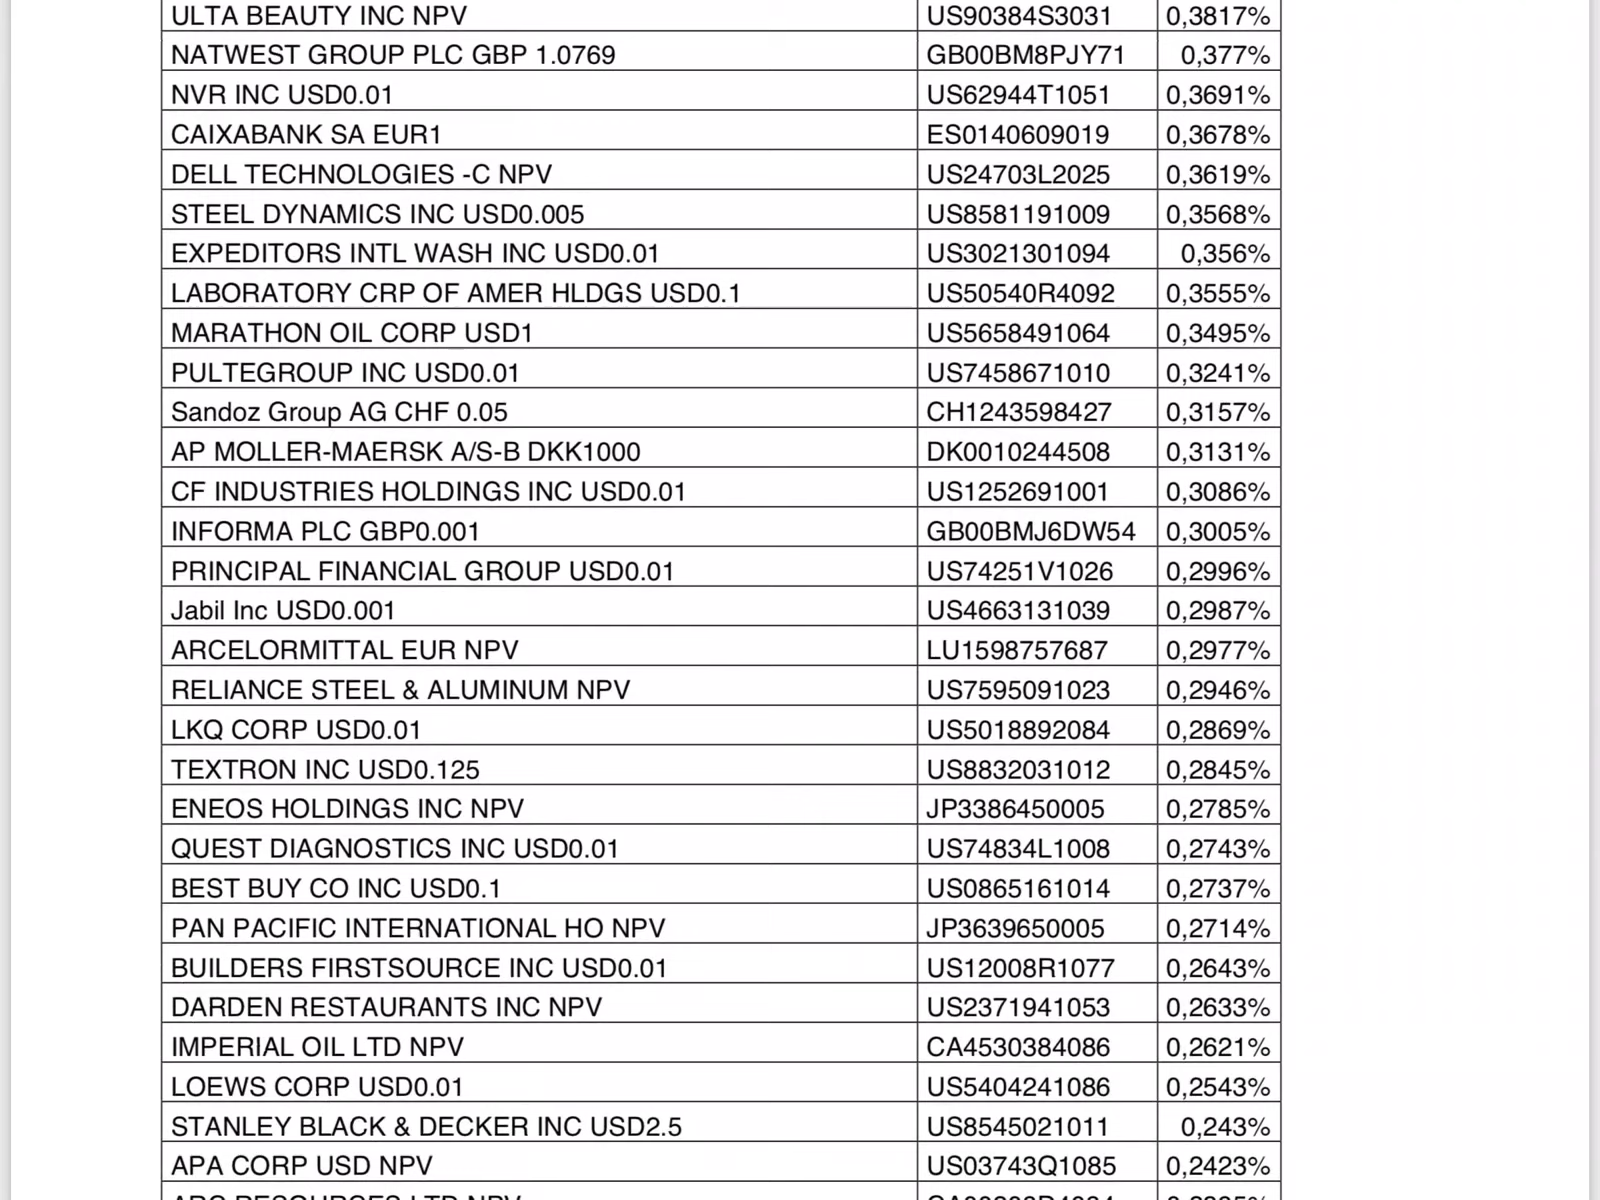 ULTA BEAUTY INC NPV US90384S3031 0,3817%
NATWEST GROUP PLC GBP 1.0769 GB00BM8PJY71 0,377%
NVR INC USD0.01 US62944T1051 0,3691%
CAIXABANK SA EUR1 ES0140609019 0,3678%
DELL TECHNOLOGIES -C NPV US24703L2025 0,3619%
STEEL DYNAMICS INC USD0.005 US8581191009 0,3568%
EXPEDITORS INTL WASH INC USD0.01 US3021301094 0,356%
LABORATORY CRP OF AMER HLDGS USD0.1 US50540R4092 0,3555%
MARATHON OIL CORP USD1 US5658491064 0,3495%
PULTEGROUP INC USD0.01 US7458671010 0,3241%
Sandoz Group AG CHF 0.05 CH1243598427 0,3157%
AP MOLLER-MAERSK A/S-B DKK1000 DK0010244508 0,3131%
CF INDUSTRIES HOLDINGS INC USD0.01 US1252691001 0,3086%
INFORMA PLC GBP0.001 GB00BMJ6DW54 0,3005%
PRINCIPAL FINANCIAL GROUP USD0.01 US74251V1026 0,2996%
Jabil Inc USD0.001 US4663131039 0,2987%
ARCELORMITTAL EUR NPV LU1598757687 0,2977%
RELIANCE STEEL & ALUMINUM NPV US7595091023 0,2946%
LKQ CORP USD0.01 US5018892084 0,2869%
TEXTRON INC USD0.125 US8832031012 0,2845%
ENEOS HOLDINGS INC NPV JP3386450005 0,2785%
QUEST DIAGNOSTICS INC USD0.01 US74834L1008 0,2743%
BEST BUY CO INC USD0.1 US0865161014 0,2737%
PAN PACIFIC INTERNATIONAL HO NPV JP3639650005 0,2714%
BUILDERS FIRSTSOURCE INC USD0.01 US12008R1077 0,2643%
DARDEN RESTAURANTS INC NPV US2371941053 0,2633%
IMPERIAL OIL LTD NPV CA4530384086 0,2621%
LOEWS CORP USD0.01 US5404241086 0,2543%
STANLEY BLACK & DECKER INC USD2.5 US8545021011 0,243%
APA CORP USD NPV US03743Q1085 0,2423%
ARC RESOURCES LTD NPV